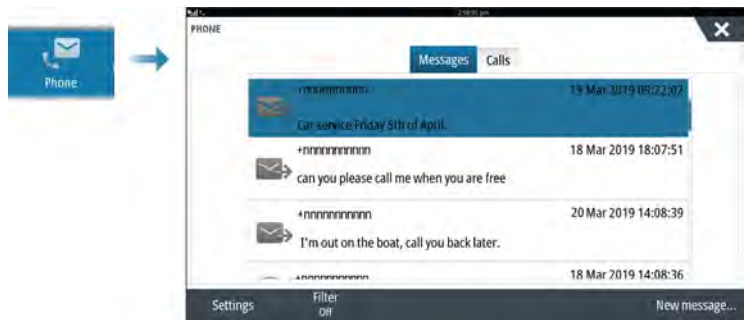 PHONE
Messages Calls
Phone
+nnnnnnnnnn 19 Mar 2019 09:22:02
Car service Friday 5th of April.
+nnnnnnnnnn 18 Mar 2019 18:07:51
can you please call me when you are free
+nnnnnnnnnn 20 Mar 2019 14:08:39
I'm out on the boat, call you back later.
+nnnnnnnnnn 18 Mar 2019 14:08:36
Settings Filter New message...
Off